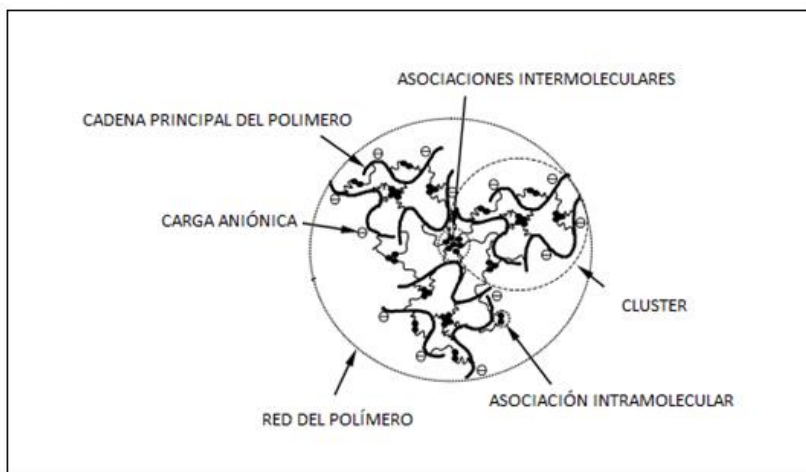 ASOCIACIONES INTERMOLECULARES
CADENA PRINCIPAL DEL POLIMERO
CARGA ANIÓNICA
CLUSTER
ASOCIACIÓN INTRAMOLECULAR
RED DEL POLÍMERO